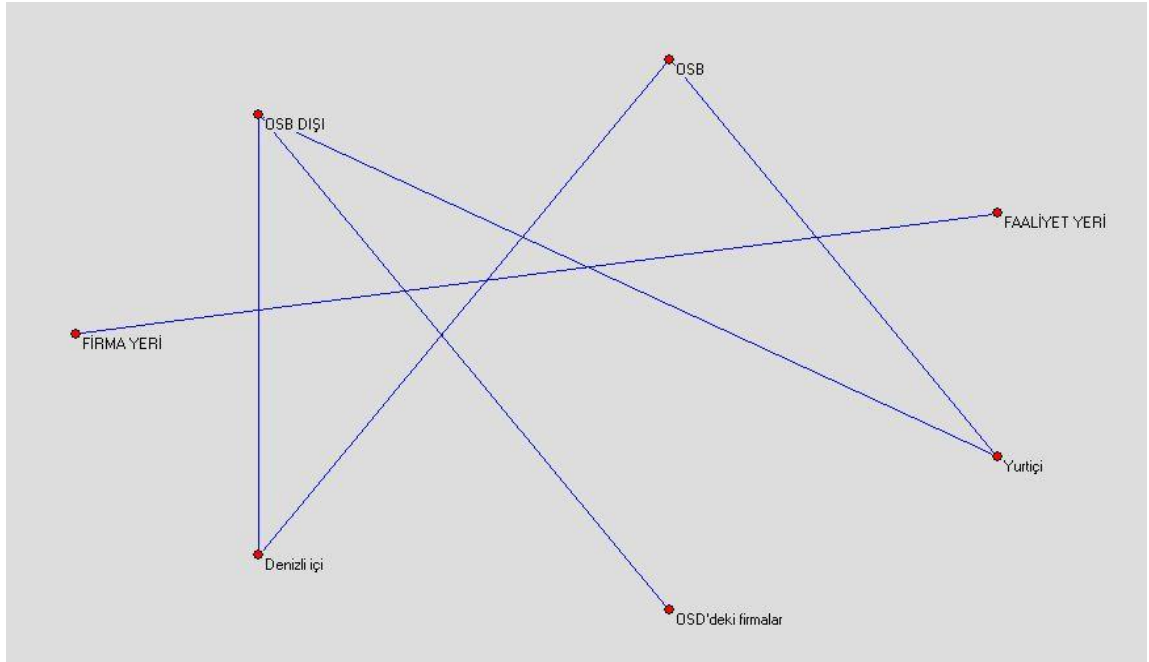 OSB
OSB DIŞI
FAALİYET YERİ
FİRMA YERİ
Yurtiçi
Denizli içi
OSD'deki firmalar